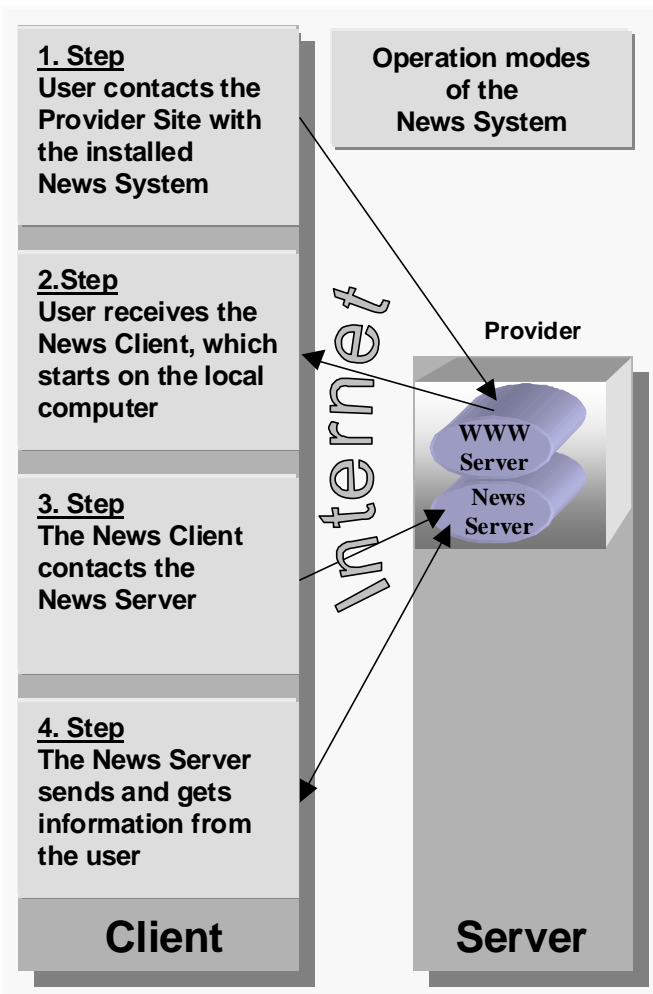 1. Step
User contacts the
Provider Site with
the installed
News System
Operation modes
of the
News System
2.Step
User receives the
News Client, which
starts on the local
computer
Internet
Provider
WWW
Server
News
Server
3. Step
The News Client
contacts the
News Server
4. Step
The News Server
sends and gets
information from
the user
Client
Server